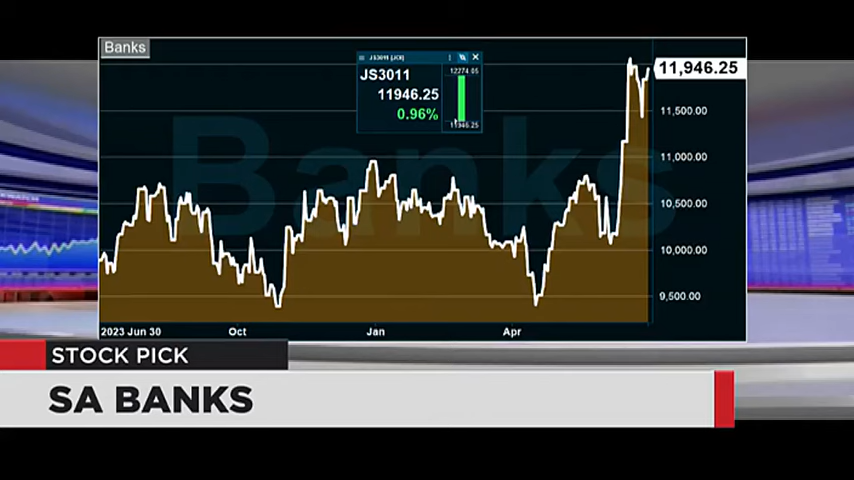 Banks
JS3011 (JCII)
JS3011
11946.25
0.96%
12274.05
11946.25
11,946.25
11,500.00
11,000.00
10,500.00
10,000.00
9,500.00
Banks
2023 Jun 30 Oct Jan Apr
STOCK PICK
SA BANKS